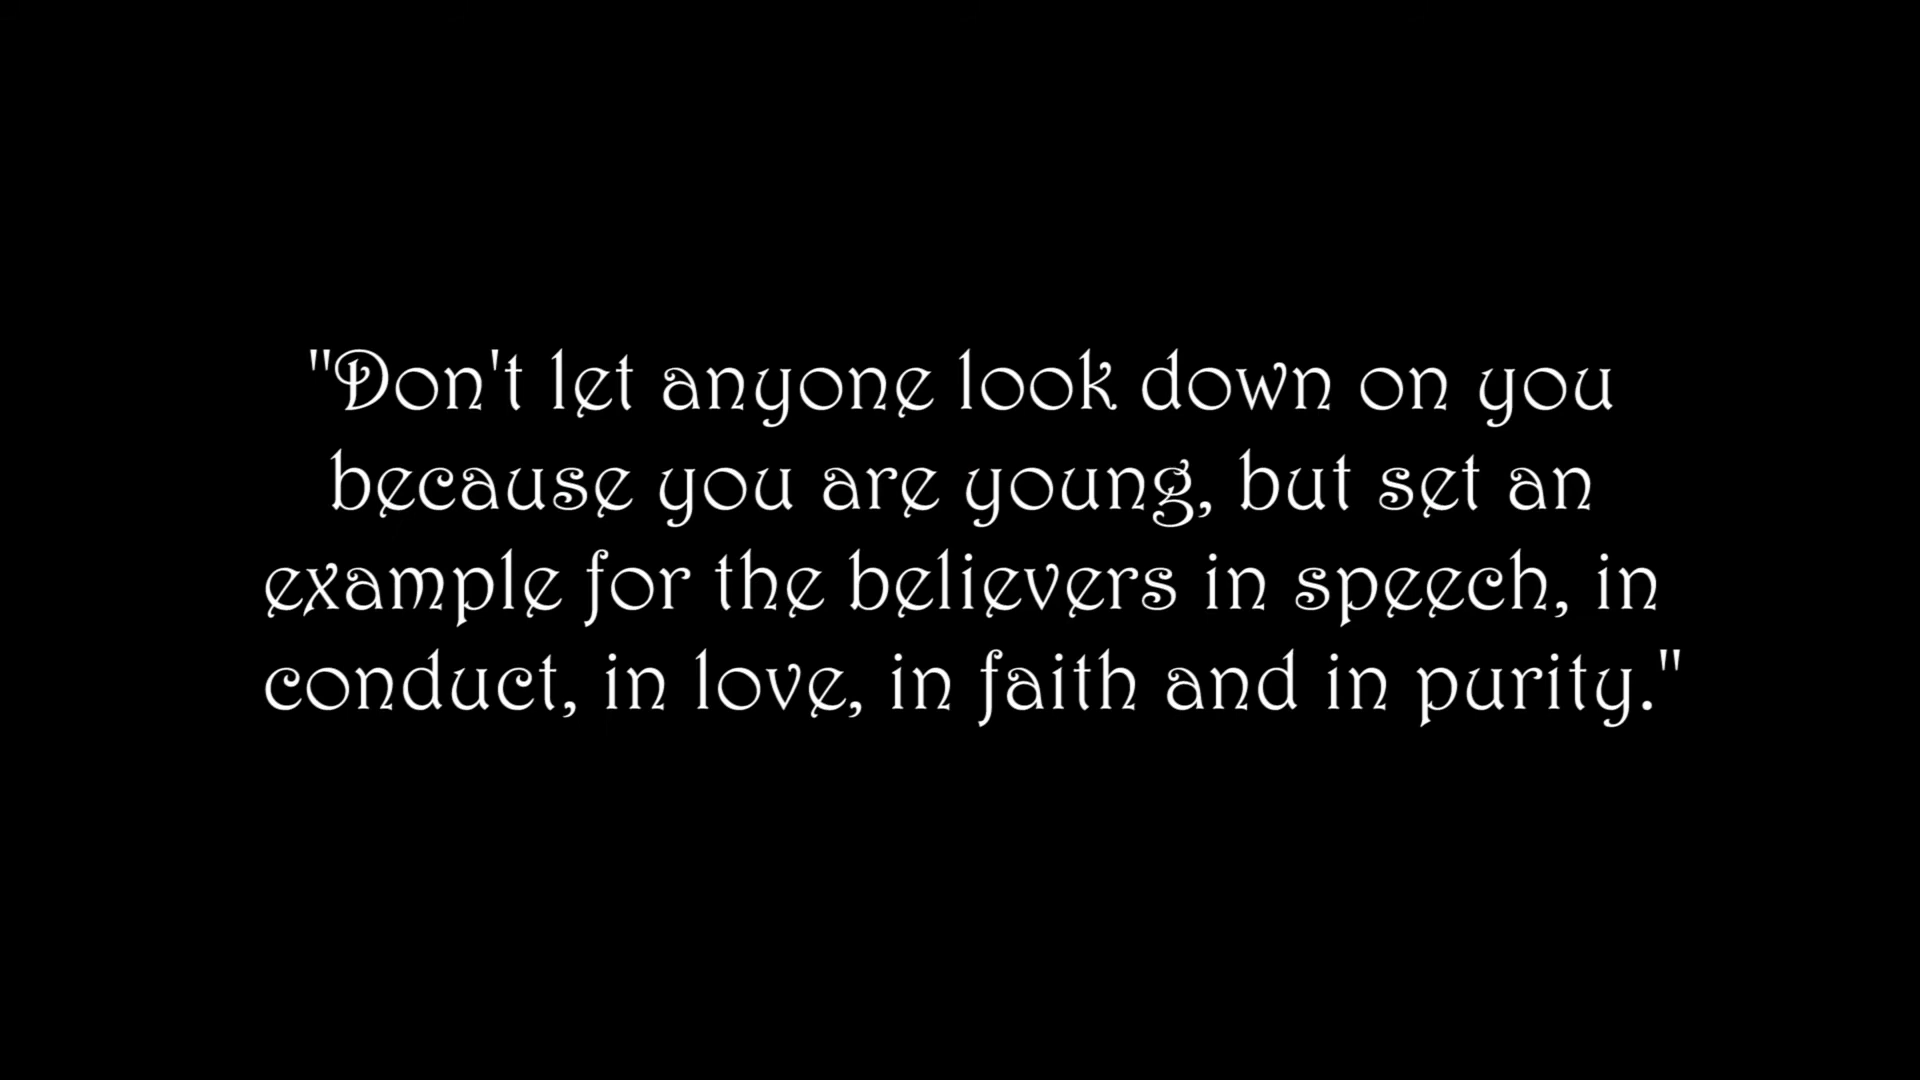 "Don't let anyone look down on you
because you are young, but set an
example for the believers in speech, in
conduct, in love, in faith and in purity."